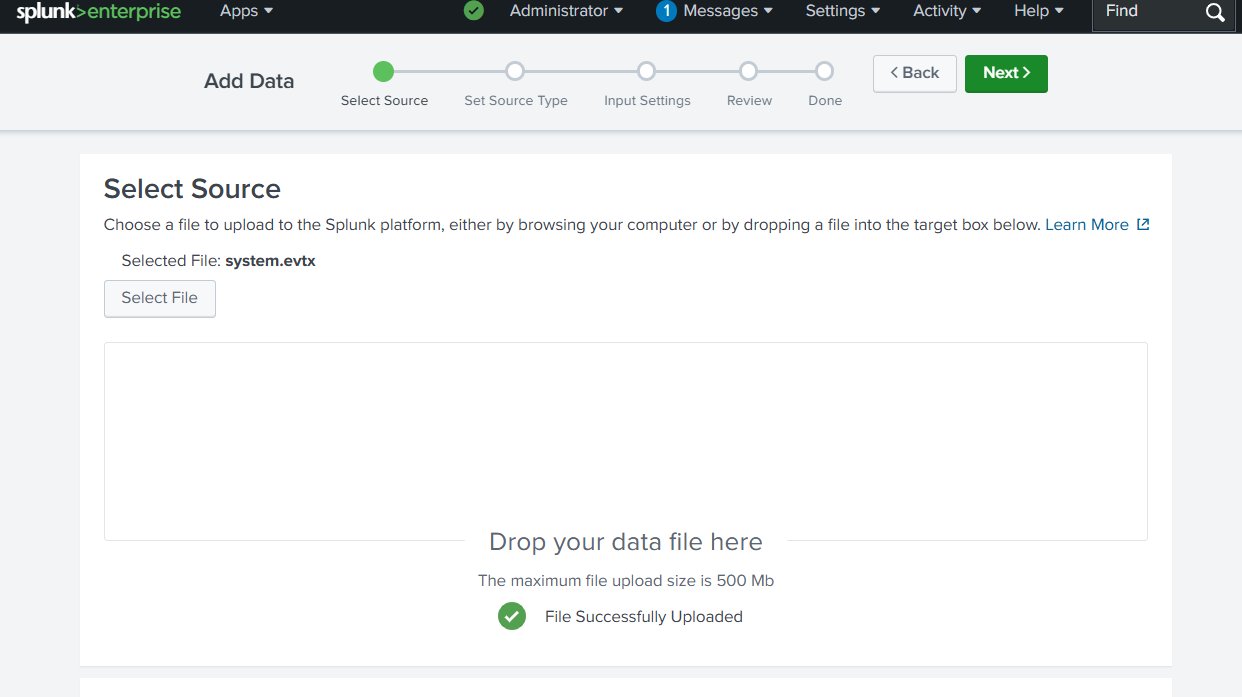 splunk>enterprise Apps Administrator 1 Messages Settings Activity Help Find
Add Data
Select Source Set Source Type Input Settings Review Done
< Back Next >
Select Source
Choose a file to upload to the Splunk platform, either by browsing your computer or by dropping a file into the target box below. Learn More
Selected File: system.evtx
Select File
Drop your data file here
The maximum file upload size is 500 Mb
File Successfully Uploaded